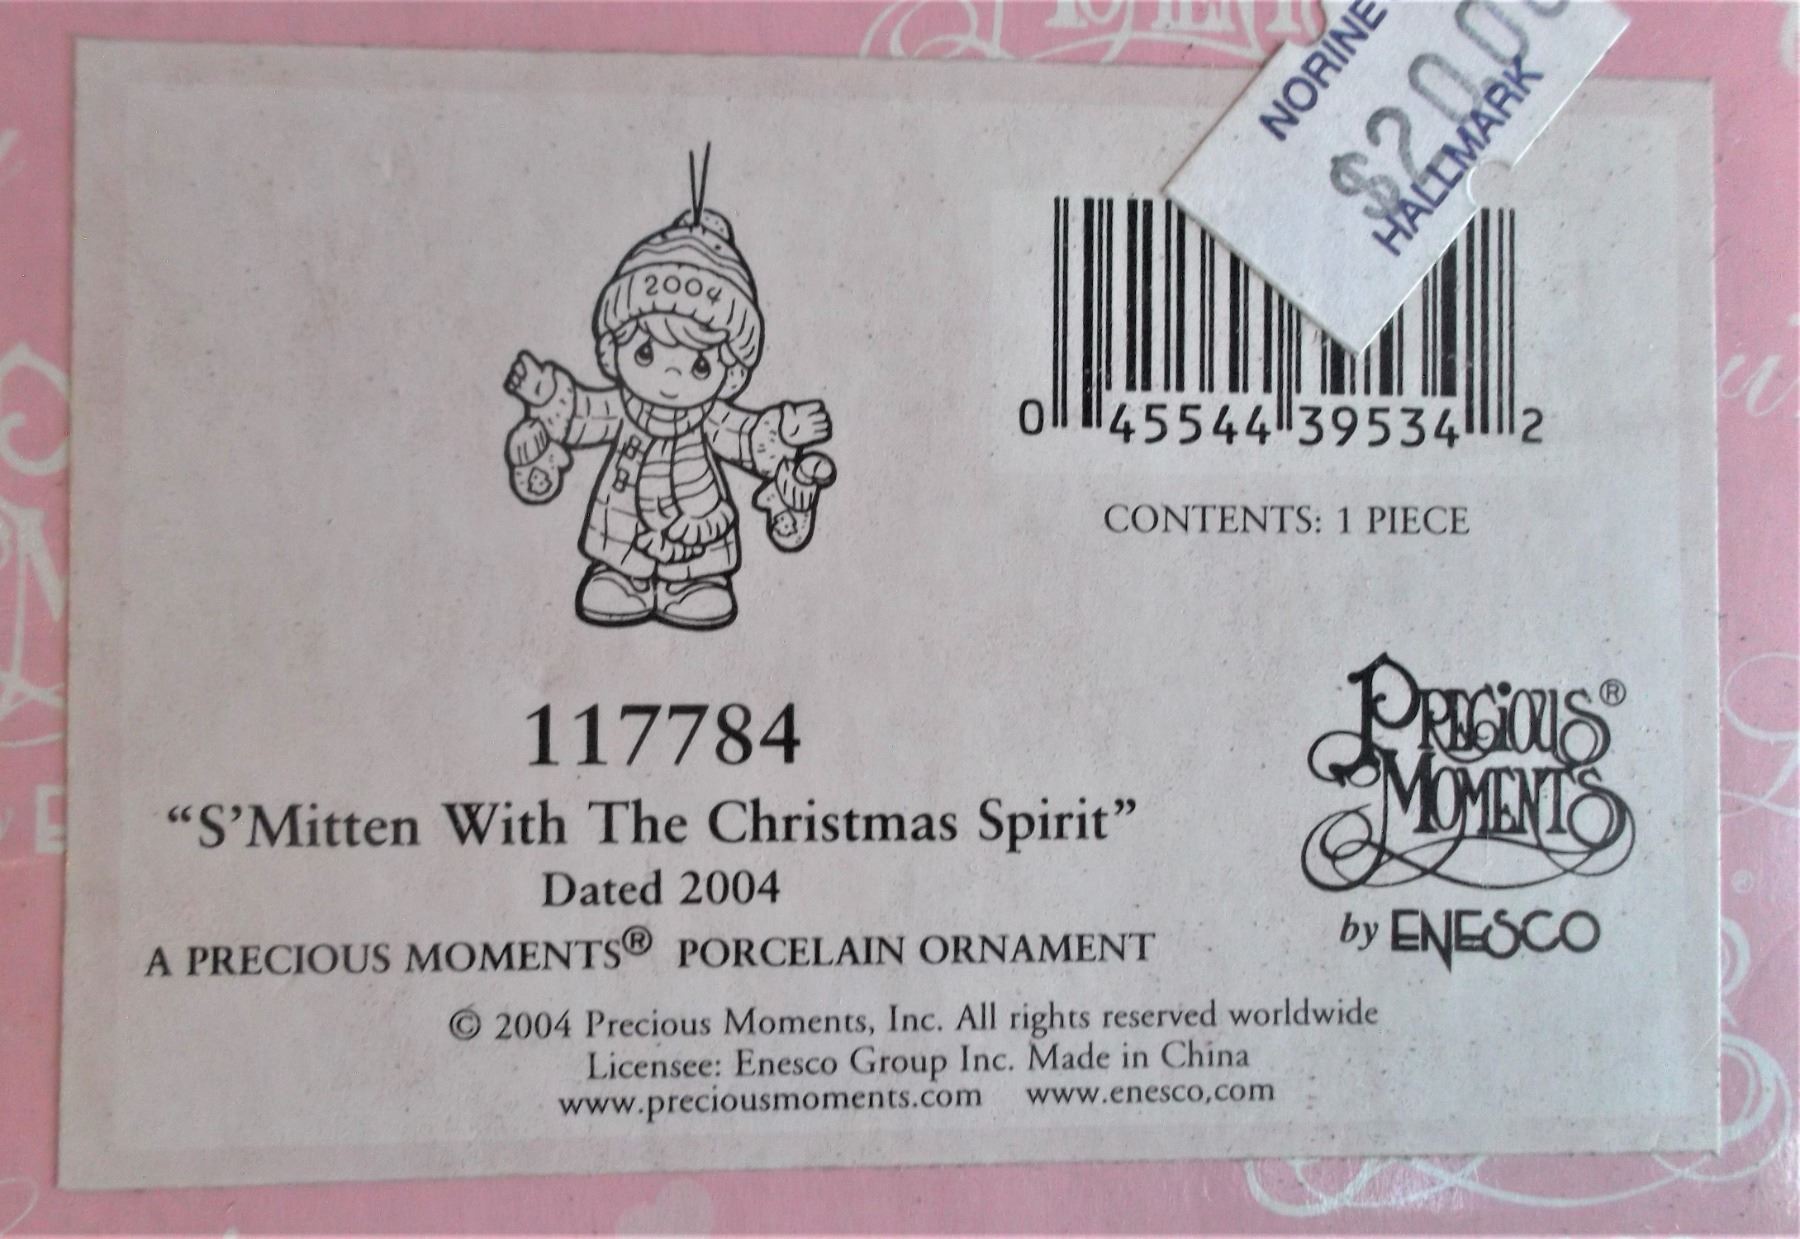 NORINE
$20.0
HALLMARK
2004
0 45544 39534 2
CONTENTS: 1 PIECE
PRECIOUS®
MOMENTS
by ENESCO
117784
“S’Mitten With The Christmas Spirit”
Dated 2004
A PRECIOUS MOMENTS® PORCELAIN ORNAMENT
© 2004 Precious Moments, Inc. All rights reserved worldwide
Licensee: Enesco Group Inc. Made in China
www.preciousmoments.com www.enesco.com